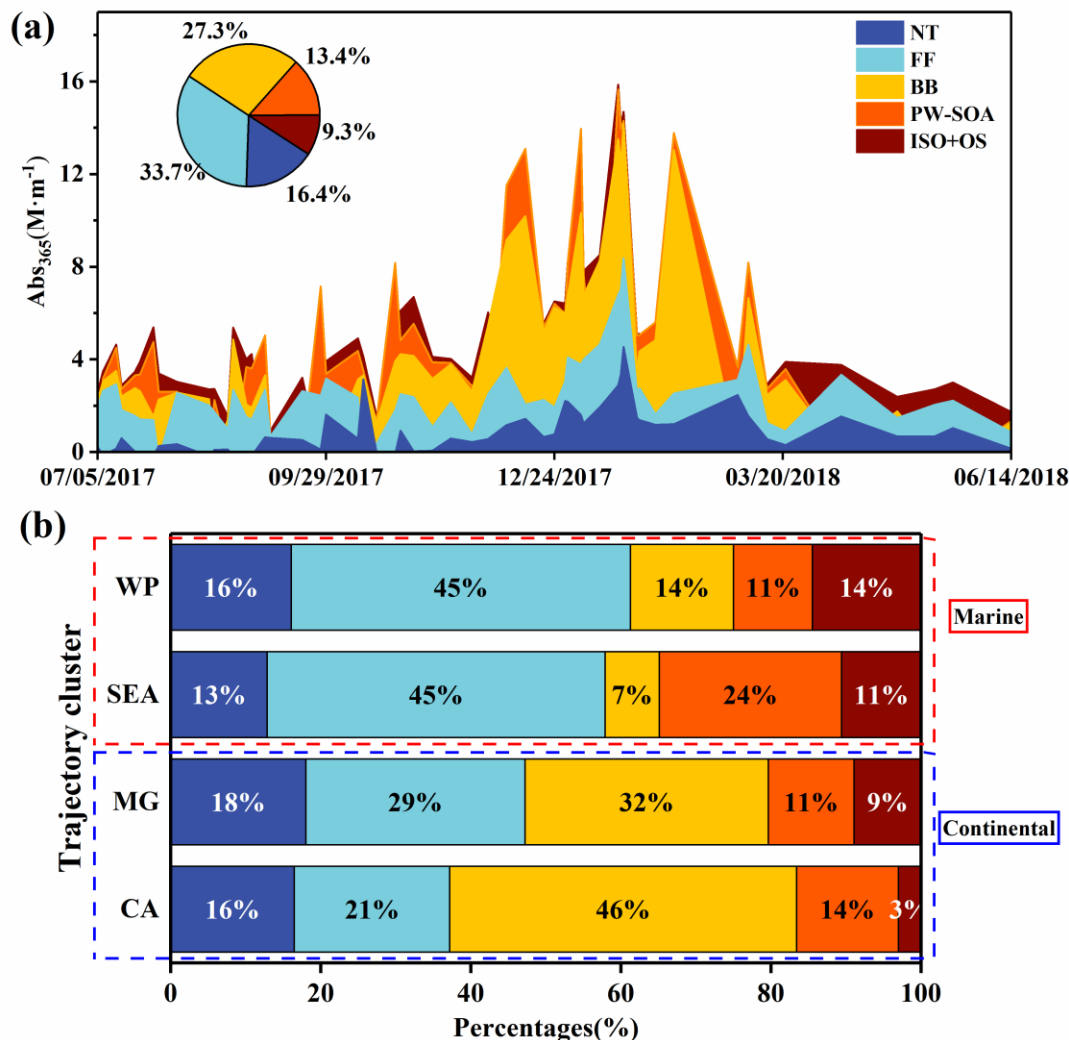 (a)
27.3%
13.4%
9.3%
16.4%
33.7%
NT
FF
BB
PW-SOA
ISO+OS
Abs365(M·m-1)
16
12
8
4
0
07/05/2017 09/29/2017 12/24/2017 03/20/2018 06/14/2018
(b)
Trajectory cluster
WP 16% 45% 14% 11% 14%
Marine
SEA 13% 45% 7% 24% 11%
MG 18% 29% 32% 11% 9%
Continental
CA 16% 21% 46% 14% 3%
0 20 40 60 80 100
Percentages(%)